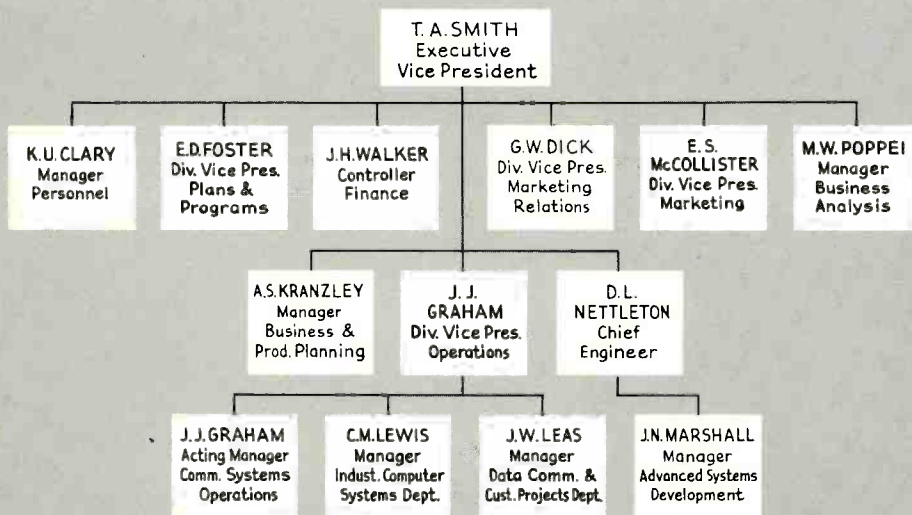 T. A. SMITH
Executive
Vice President
K.U. CLARY
Manager
Personnel
E.D. FOSTER
Div. Vice Pres.
Plans &
Programs
J.H. WALKER
Controller
Finance
G.W. DICK
Div. Vice Pres.
Marketing
Relations
E.S.
McCOLLISTER
Div. Vice Pres.
Marketing
M.W. POPPEI
Manager
Business
Analysis
A.S. KRANZLEY
Manager
Business &
Prod. Planning
J. J.
GRAHAM
Div. Vice Pres.
Operations
D. L.
NETTLETON
Chief
Engineer
J.J. GRAHAM
Acting Manager
Comm. Systems
Operations
C.M. LEWIS
Manager
Indust. Computer
Systems Dept.
J.W. LEAS
Manager
Data Comm. &
Cust. Projects Dept.
J.N. MARSHALL
Manager
Advanced Systems
Development